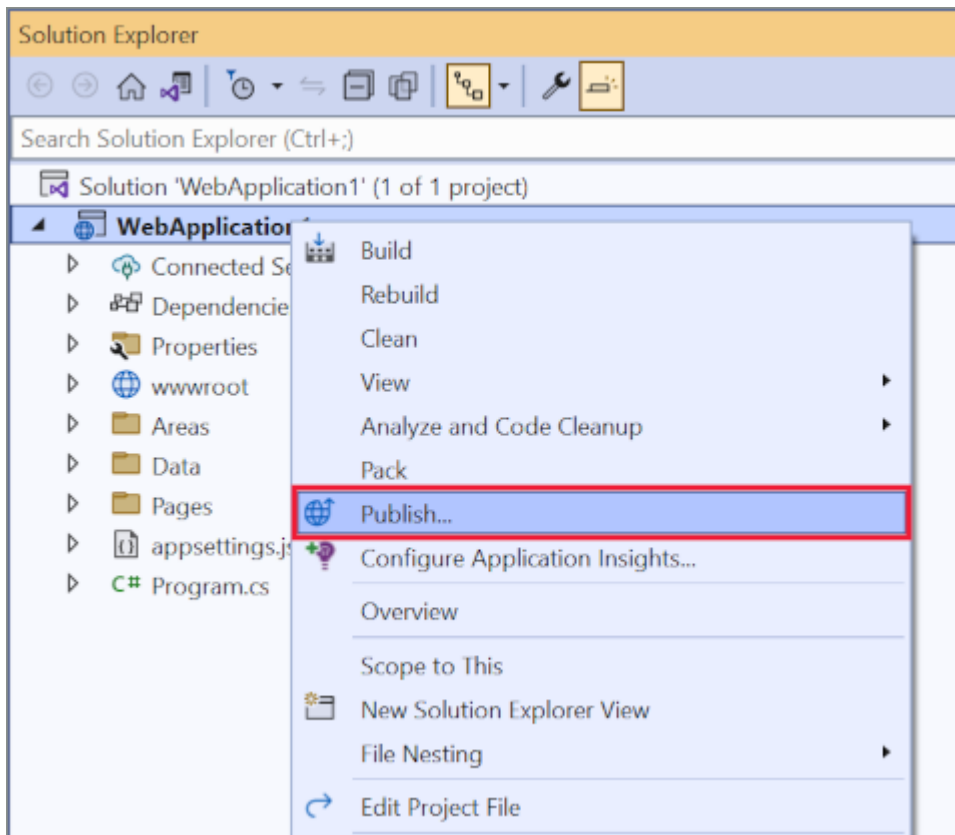 Solution Explorer
Search Solution Explorer (Ctrl+;)
Solution 'WebApplication1' (1 of 1 project)
WebApplication
Connected Se
Dependencie
Properties
wwwroot
Areas
Data
Pages
appsettings.js
C# Program.cs
Build
Rebuild
Clean
View
Analyze and Code Cleanup
Pack
Publish...
Configure Application Insights...
Overview
Scope to This
New Solution Explorer View
File Nesting
Edit Project File